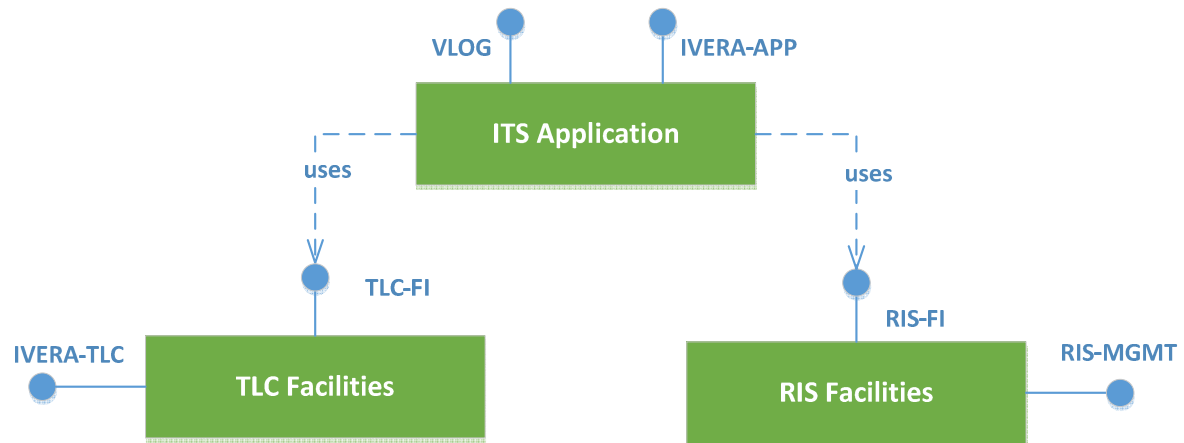 VLOG
IVERA-APP
ITS Application
uses
uses
TLC-FI
RIS-FI
IVERA-TLC
RIS-MGMT
TLC Facilities
RIS Facilities